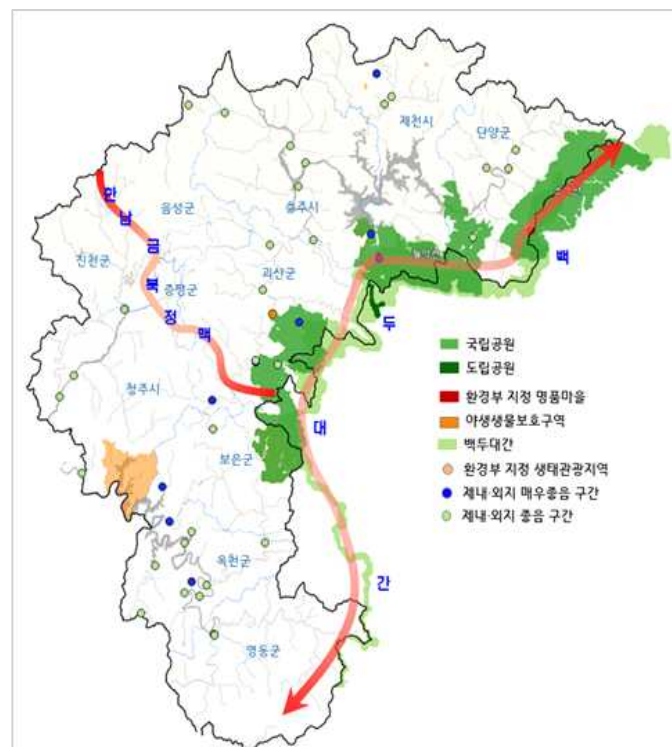 제천시
단양군
음성군
충주시
진천군
괴산군
증평군
청주시
보은군
옥천군
영동군
한
남
금
북
정
맥
백
두
대
간
국립공원
도립공원
환경부 지정 명품마을
야생생물보호구역
백두대간
환경부 지정 생태관광지역
제내·외지 매우좋음 구간
제내·외지 좋음 구간